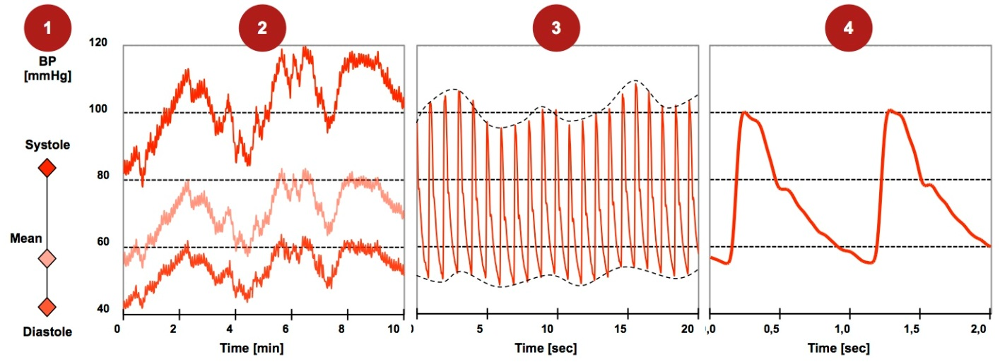 1
2
3
4
BP
[mmHg]
Systole
Mean
Diastole
120
100
80
60
40
0 2 4 6 8 10
Time [min]
5 10 15 20
Time [sec]
,0 0,5 1,0 1,5 2,0
Time [sec]